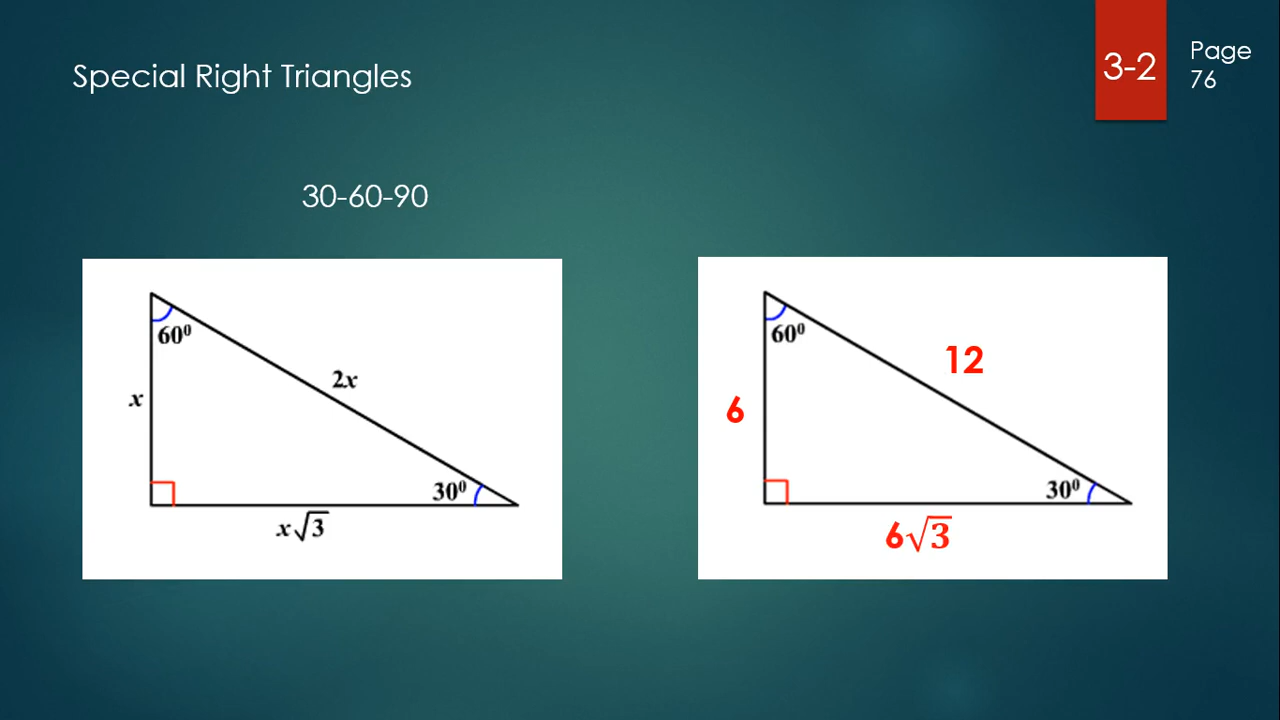 Special Right Triangles
3-2
Page
76
30-60-90
60⁰
2x
x
30⁰
x√3
60⁰
12
6
30⁰
6√3